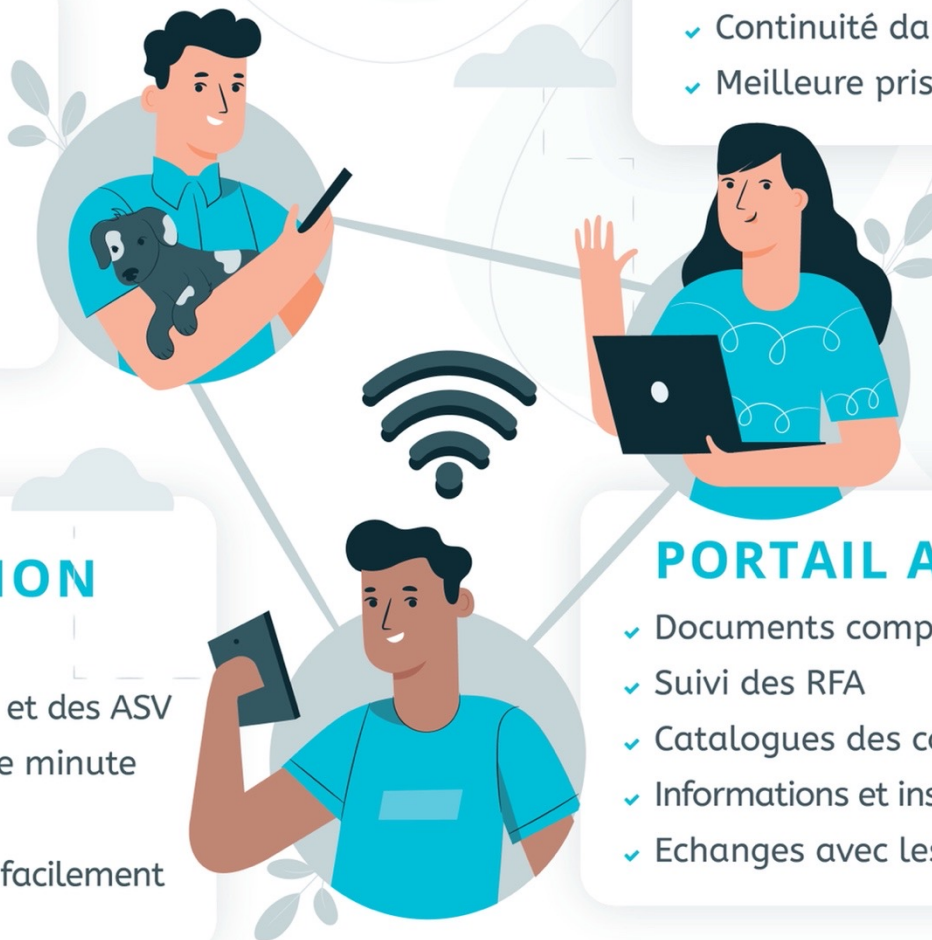 Continuité da
Meilleure pris
ION
et des ASV
e minute
facilement
PORTAIL A
Documents comp
Suivi des RFA
Catalogues des co
Informations et ins
Echanges avec les